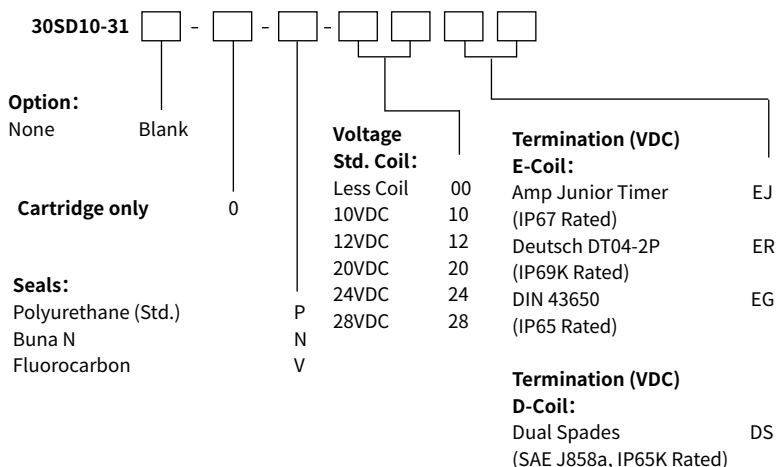 30SD10-31 - - -
Option:
None Blank
Cartridge only 0
Seals:
Polyurethane (Std.) P
Buna N N
Fluorocarbon V
Voltage
Std. Coil:
Less Coil 00
10VDC 10
12VDC 12
20VDC 20
24VDC 24
28VDC 28
Termination (VDC)
E-Coil:
Amp Junior Timer EJ
(IP67 Rated)
Deutsch DT04-2P ER
(IP69K Rated)
DIN 43650 EG
(IP65 Rated)
Termination (VDC)
D-Coil:
Dual Spades DS
(SAE J858a, IP65K Rated)